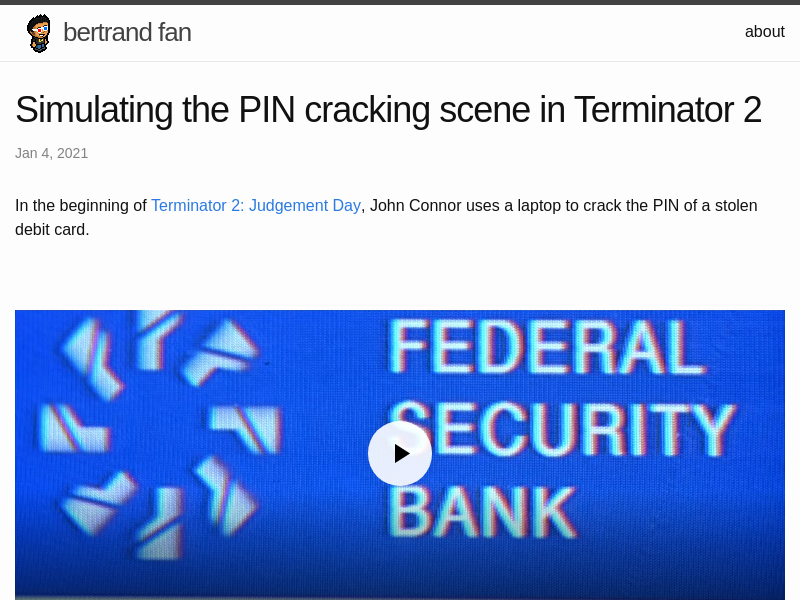 bertrand fan
about
Simulating the PIN cracking scene in Terminator 2
Jan 4, 2021
In the beginning of Terminator 2: Judgement Day, John Connor uses a laptop to crack the PIN of a stolen
debit card.
FEDERAL
SECURITY
BANK